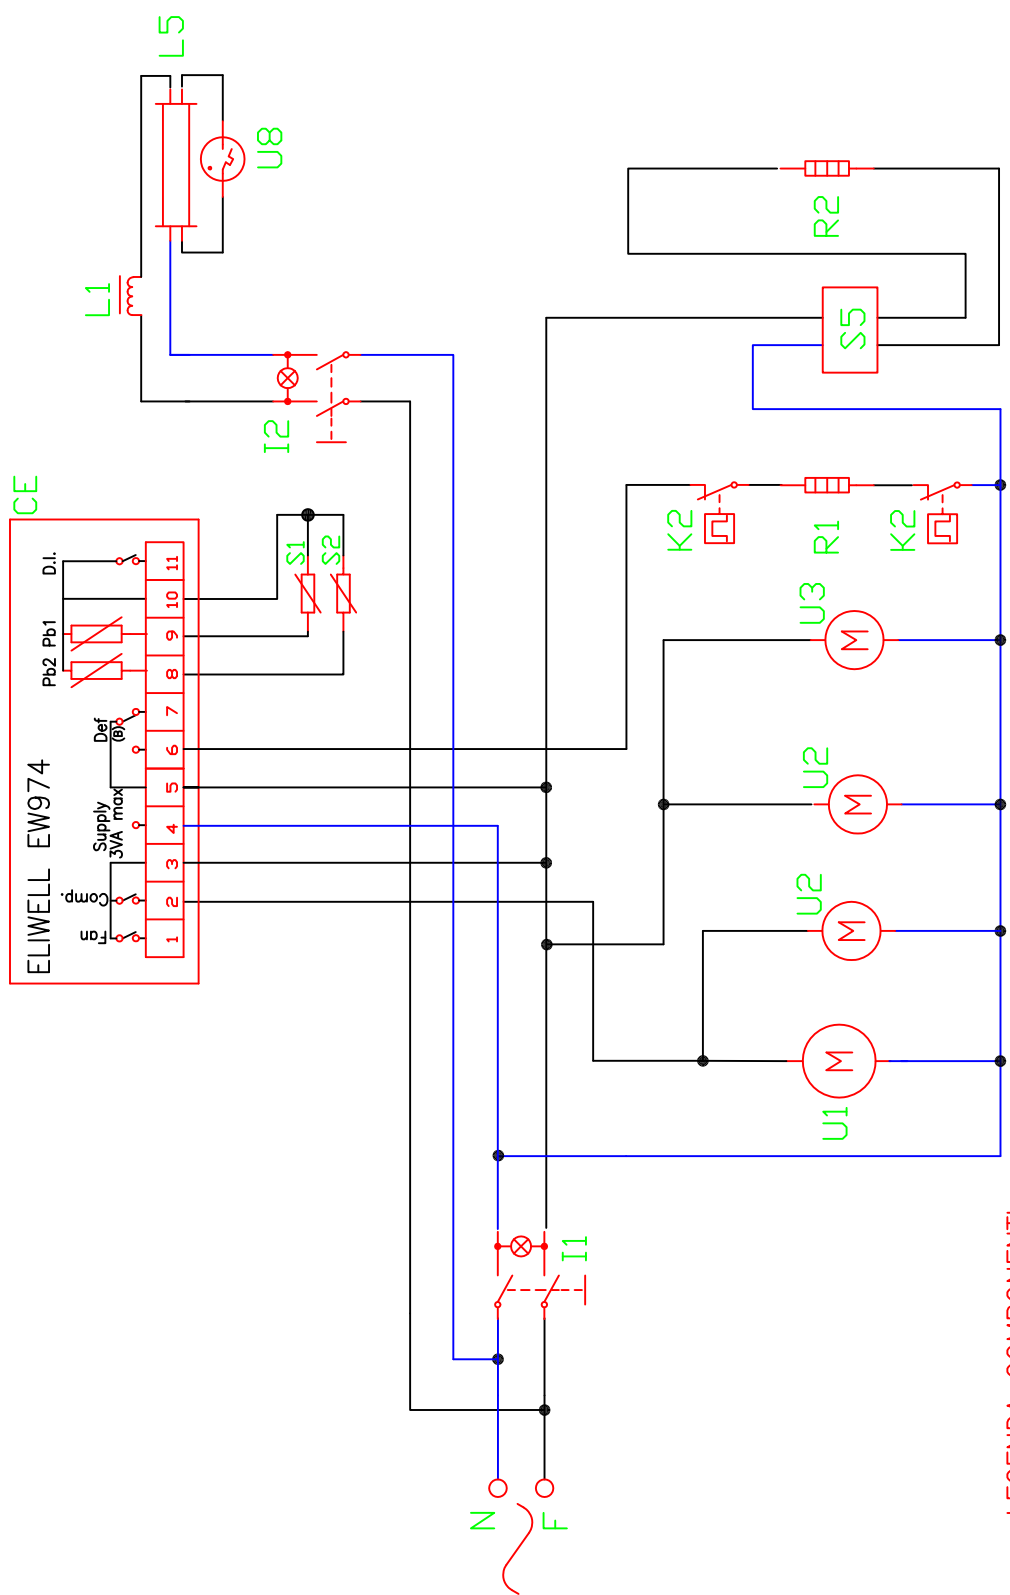 CE
ELIWELL EW974
Fan
Comp.
Supply
3VA max
Def
(B)
Pb2 Pb1
D.I.
1 2 3 4 5 6 7 8 9 10 11
S1
S2
I2
L1
L5
U8
N
F
I1
U1
U2
U2
U3
K2
R1
K2
S5
R2